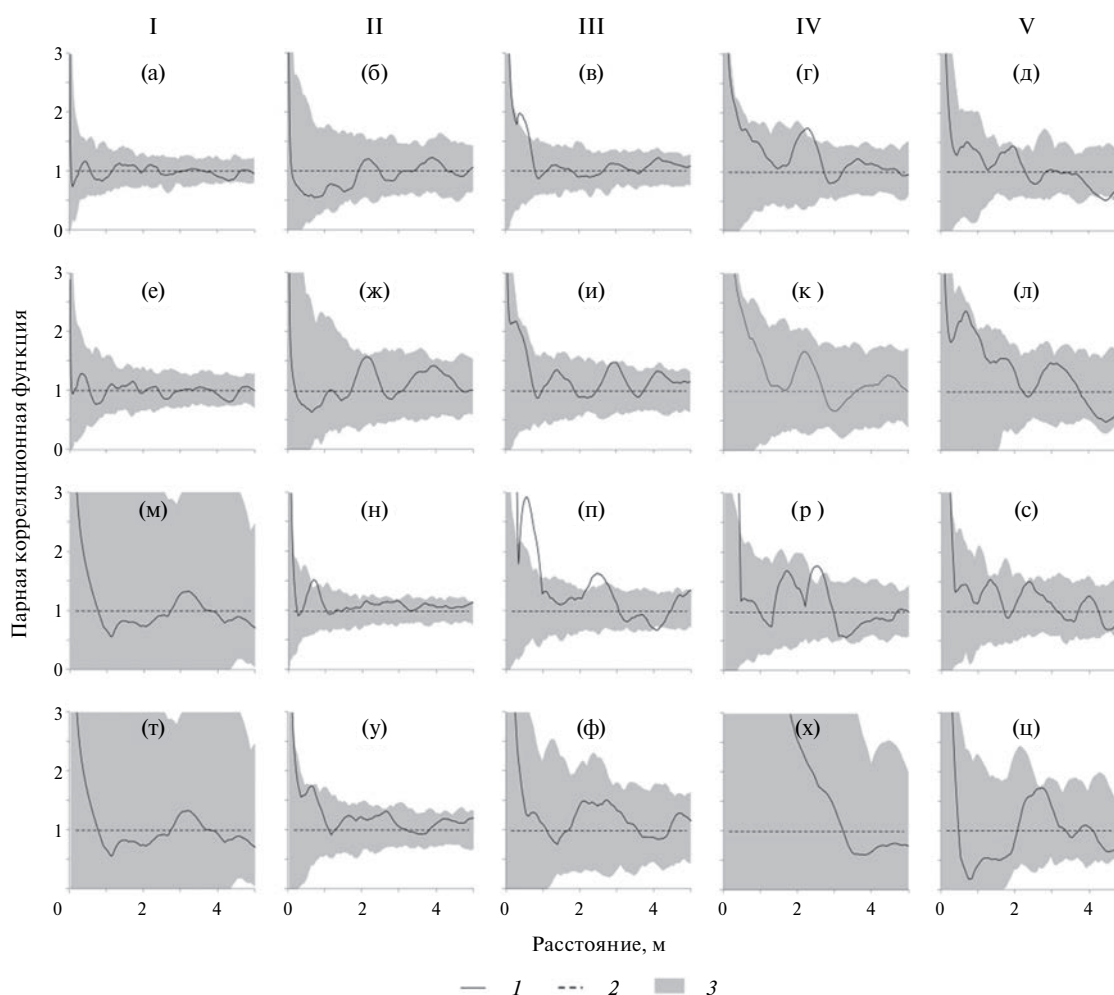 I II III IV V
3
(а) (б) (в) (г) (д)
2
1
0
3
(е) (ж) (и) (к ) (л)
2
1
0
Парная корреляционная функция
3
(м) (н) (п) (р ) (с)
2
1
0
3
(т) (у) (ф) (х) (ц)
2
1
0 2 4 0 2 4 0 2 4 0 2 4 0 2 4
Расстояние, м
1 2 3